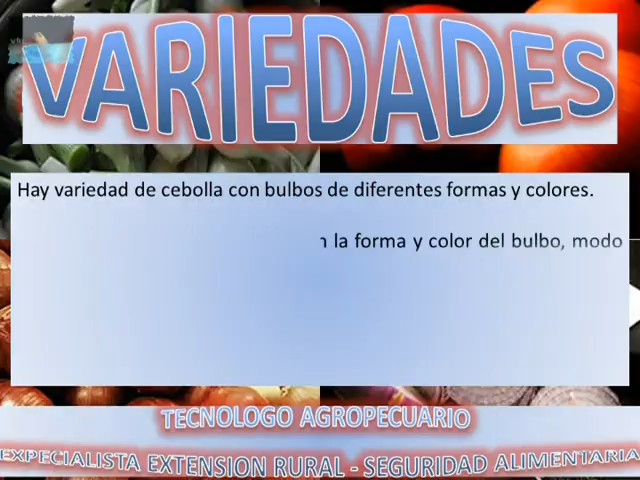 VARIEDADES
Hay variedad de cebolla con bulbos de diferentes formas y colores.
la forma y color del bulbo, modo
TECNOLOGO AGROPECUARIO
EXPECIALISTA EXTENSION RURAL - SEGURIDAD ALIMENTARIA